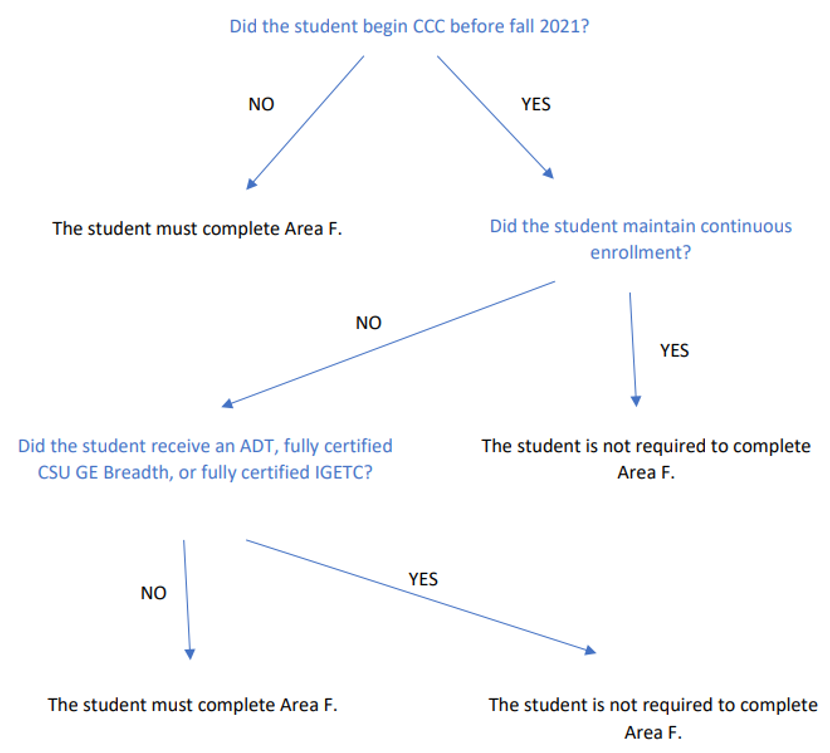 Did the student begin CCC before fall 2021?
NO
YES
The student must complete Area F.
Did the student maintain continuous
enrollment?
NO
YES
Did the student receive an ADT, fully certified
CSU GE Breadth, or fully certified IGETC?
The student is not required to complete
Area F.
NO
YES
The student must complete Area F.
The student is not required to complete
Area F.